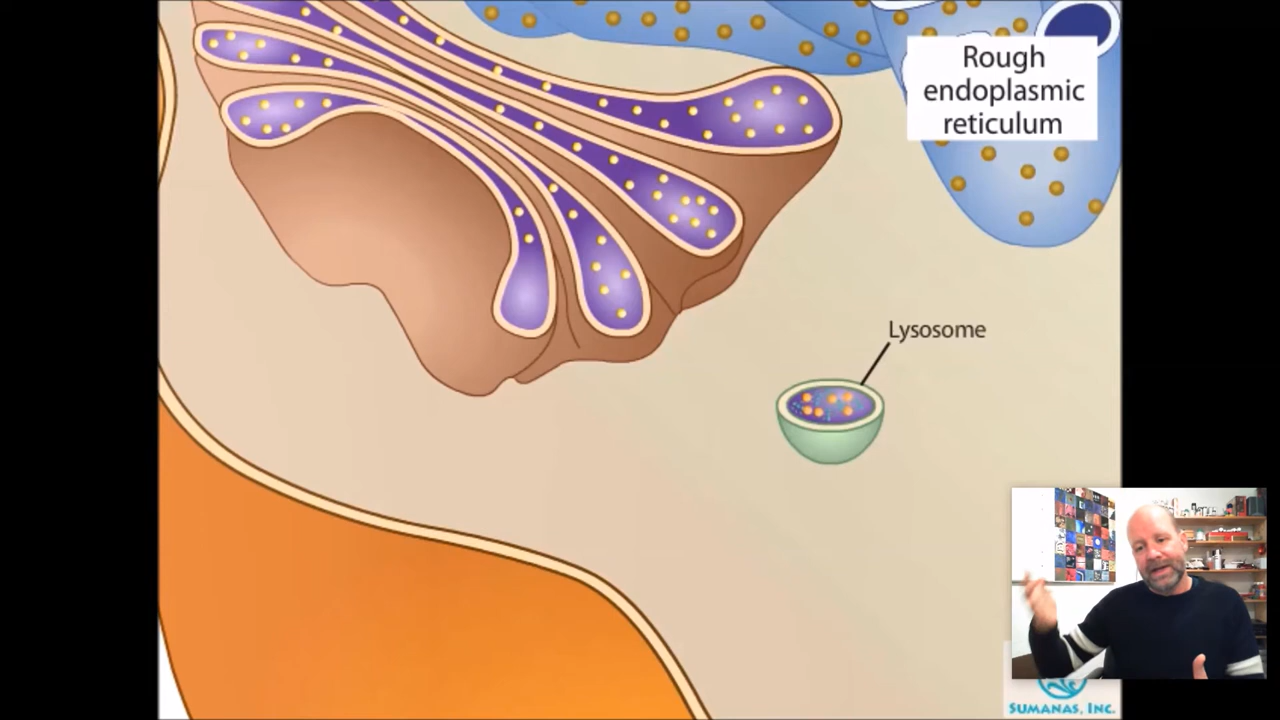 Rough
endoplasmic
reticulum
Lysosome
SUMANAS, INC.